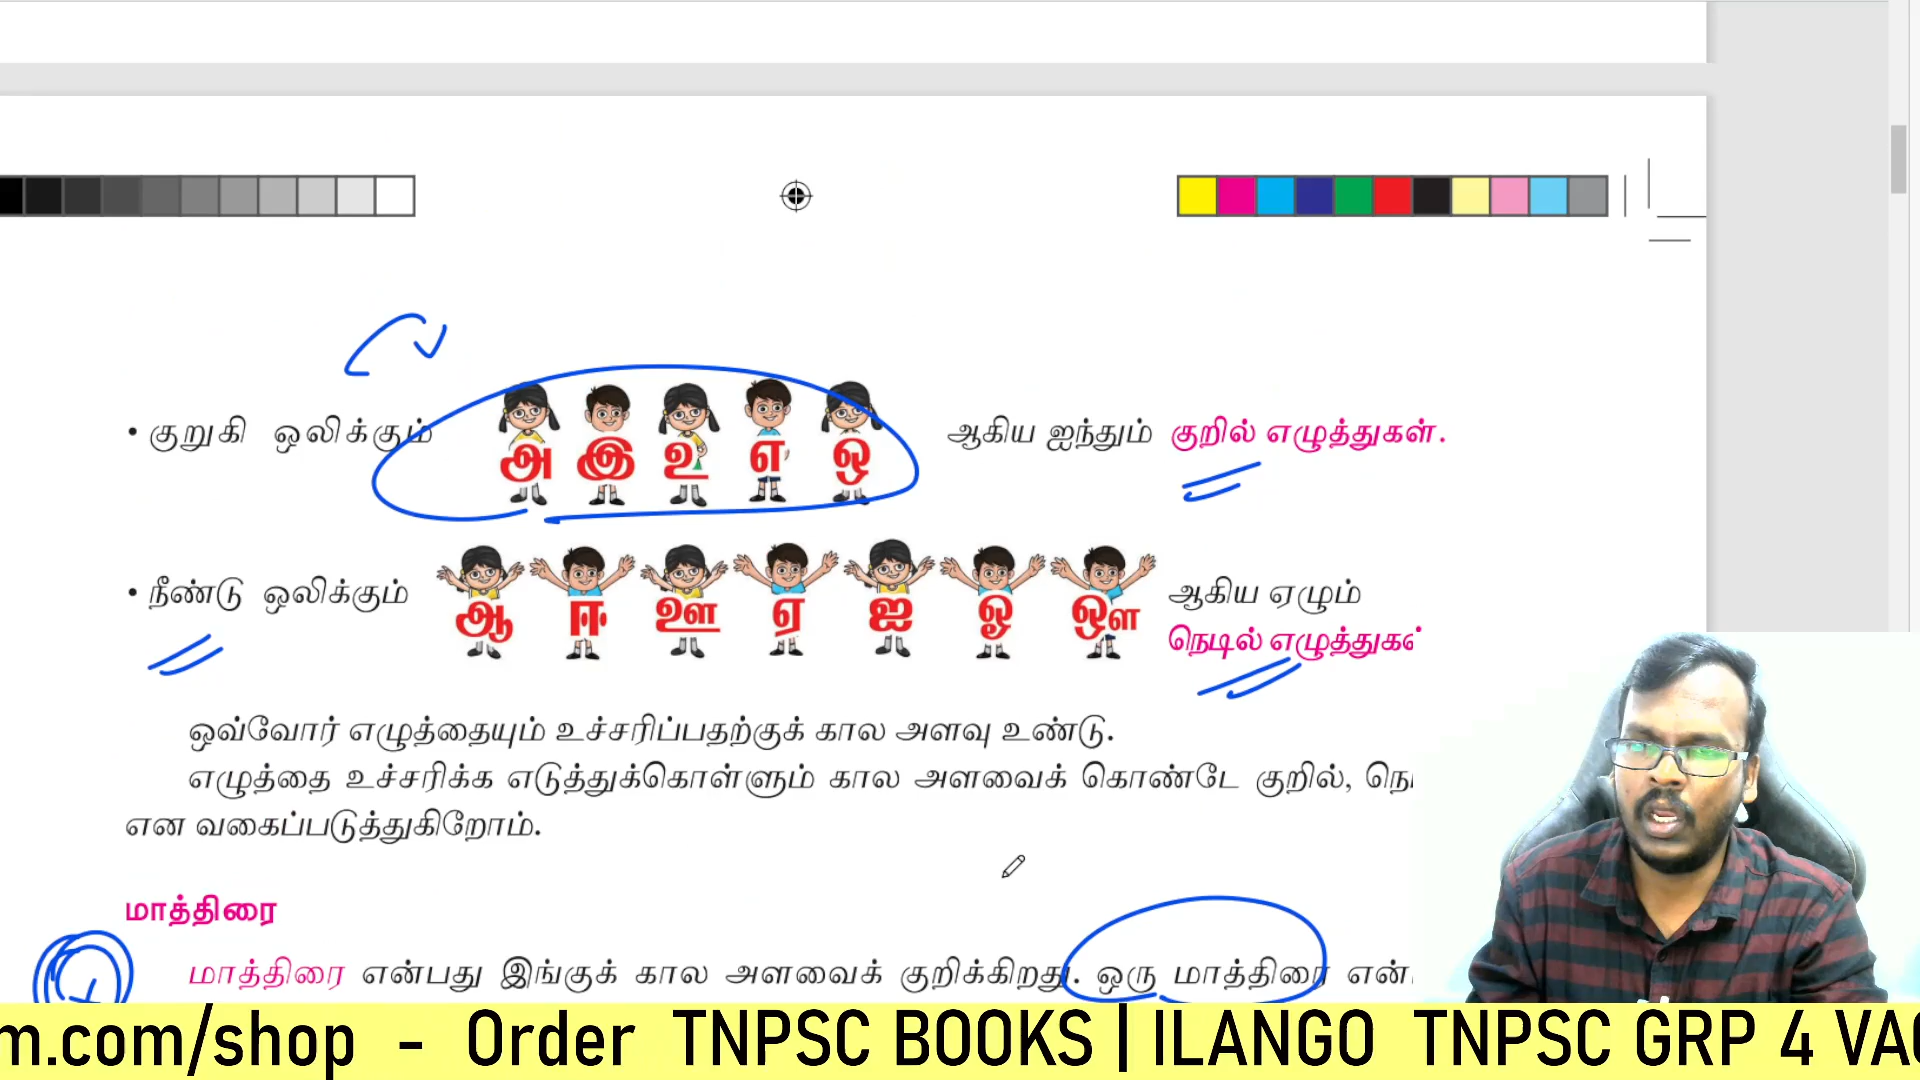 • குறுகி ஒலிக்கும் அ இ உ எ ஒ ஆகிய ஐந்தும் குறில் எழுத்துகள்.
• நீண்டு ஒலிக்கும் ஆ ஈ ஊ ஏ ஐ ஓ ஔ ஆகிய ஏழும்
நெடில் எழுத்துகள்
ஒவ்வோர் எழுத்தையும் உச்சரிப்பதற்குக் கால அளவு உண்டு.
எழுத்தை உச்சரிக்க எடுத்துக்கொள்ளும் கால அளவைக் கொண்டே குறில்,
என வகைப்படுத்துகிறோம்.
மாத்திரை
மாத்திரை என்பது இங்குக் கால அளவைக் குறிக்கிறது. ஒரு மாத்திரை
m.com/shop - Order TNPSC BOOKS | ILANGO TNPSC GRP 4 VAO